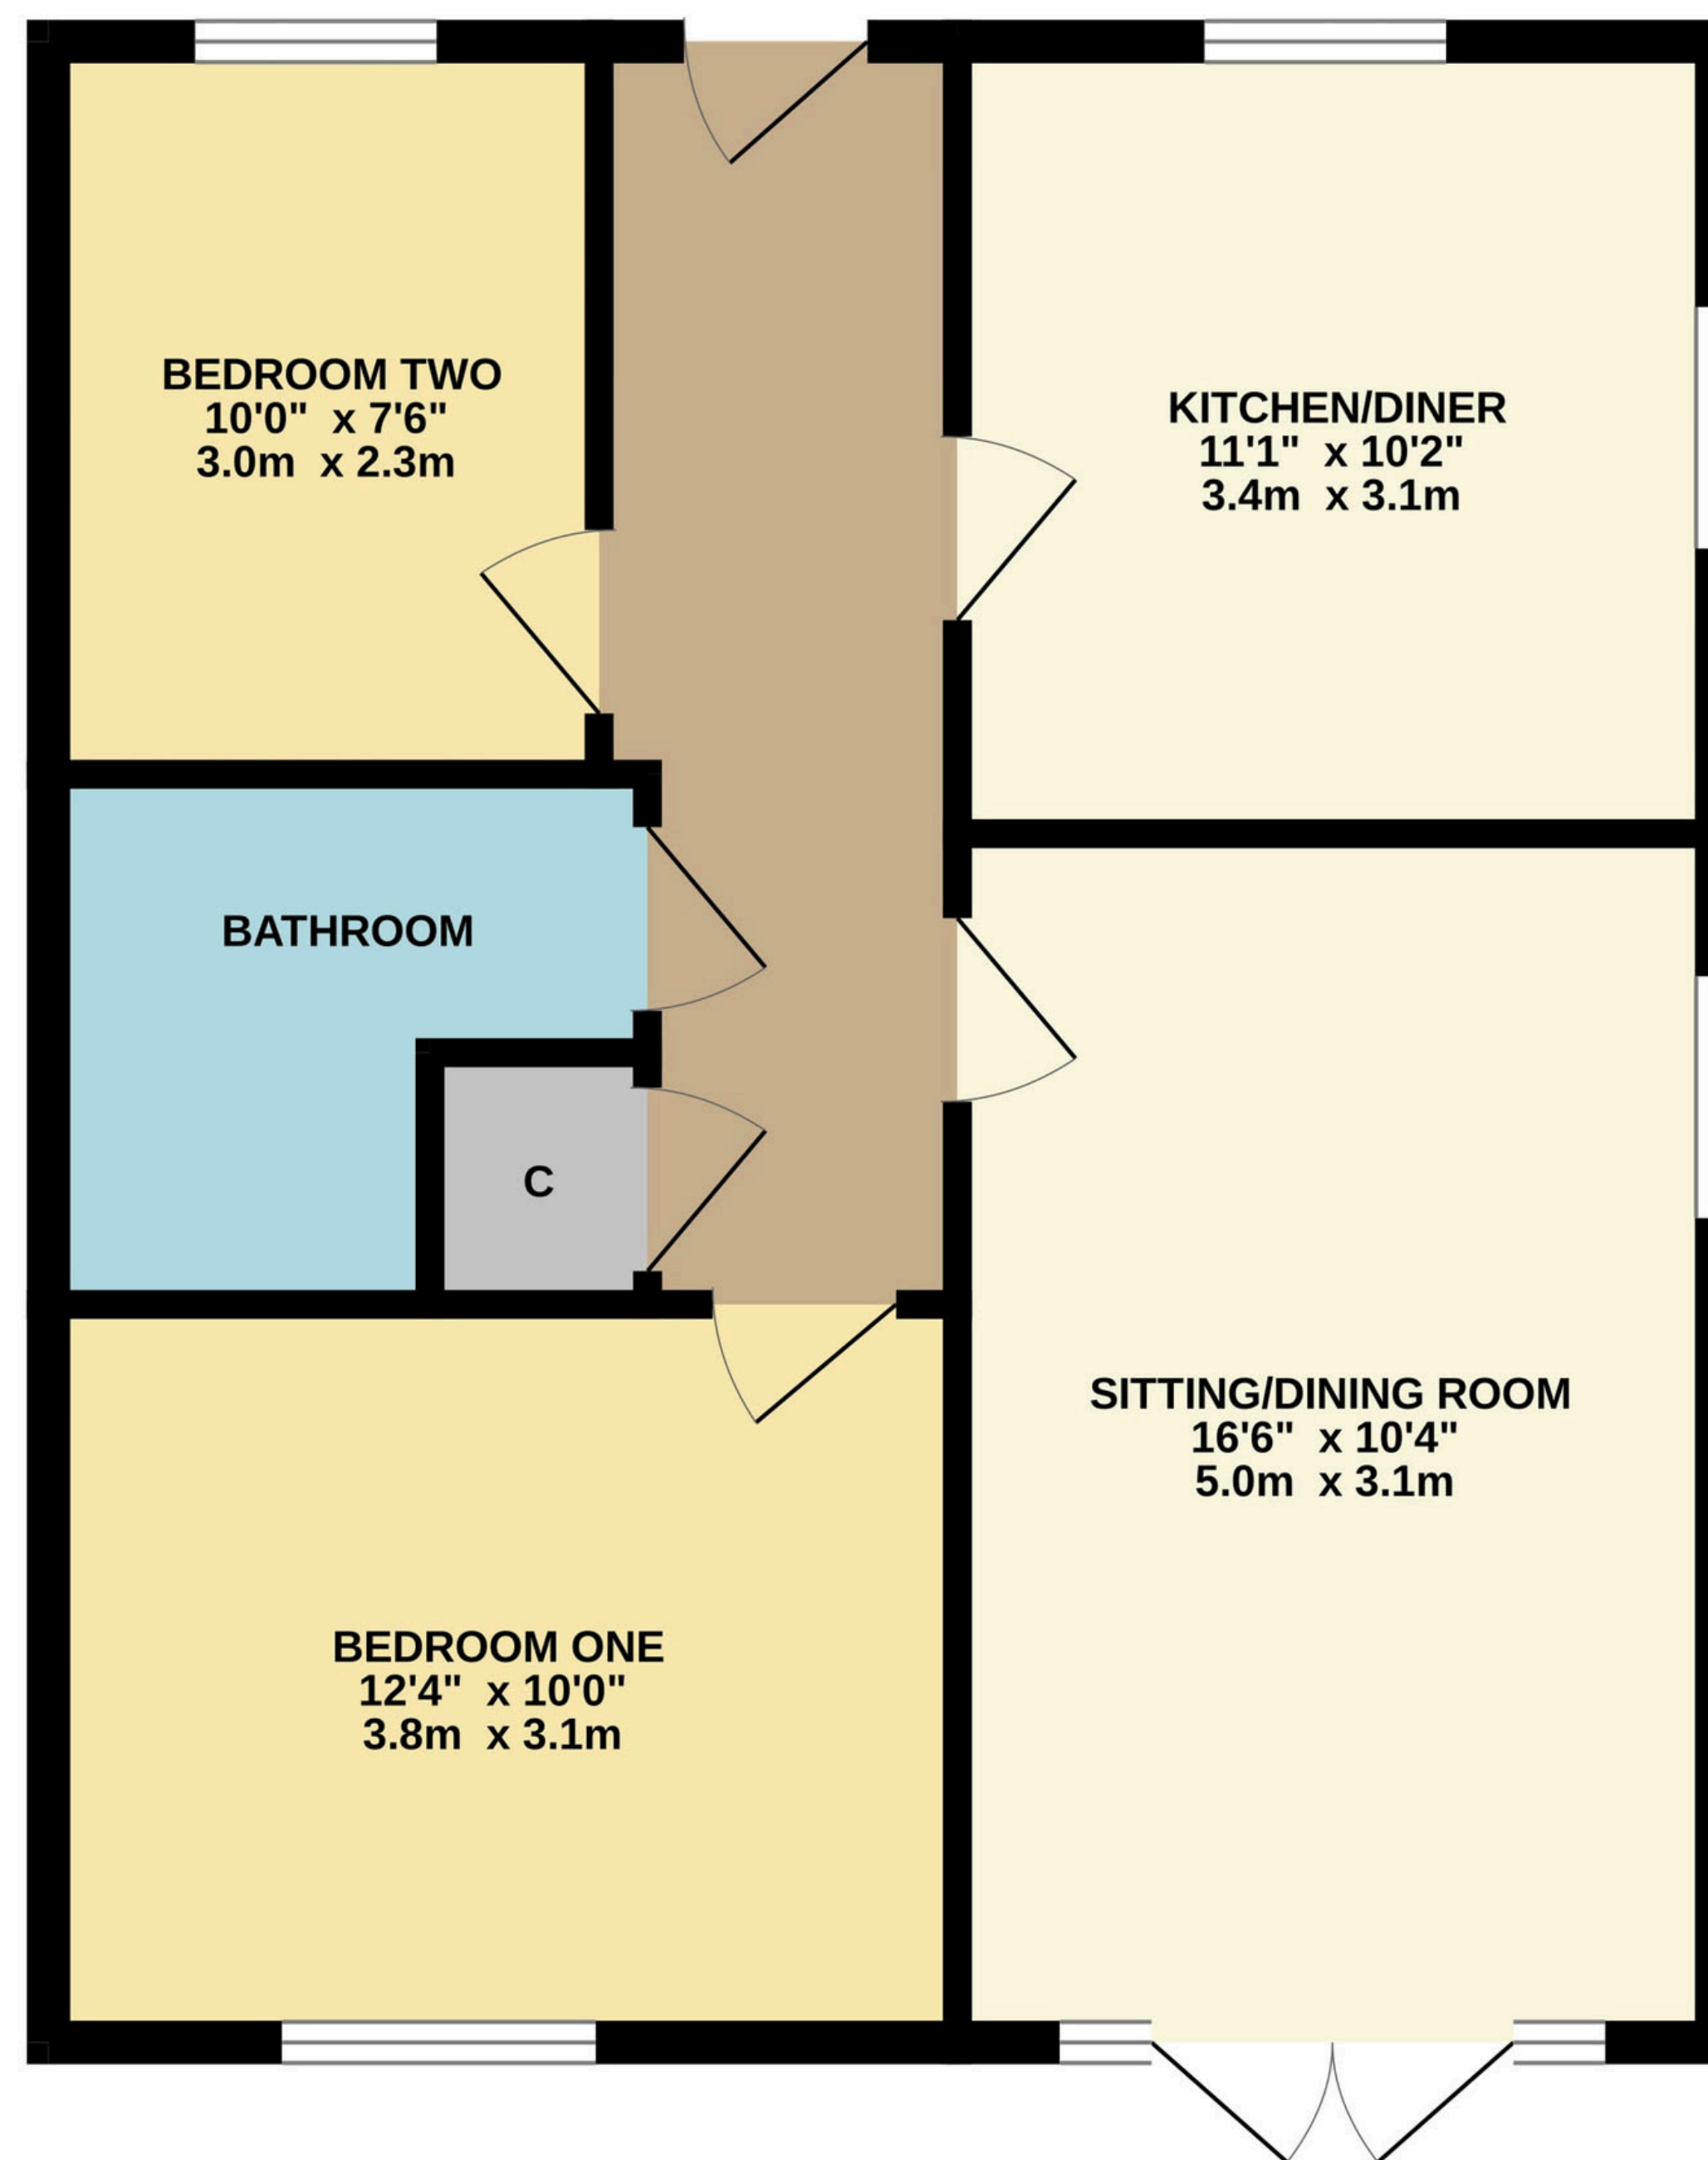 BEDROOM TWO
10'0" x 7'6"
3.0m x 2.3m
KITCHEN/DINER
11'1" x 10'2"
3.4m x 3.1m
BATHROOM
C
SITTING/DINING ROOM
16'6" x 10'4"
5.0m x 3.1m
BEDROOM ONE
12'4" x 10'0"
3.8m x 3.1m